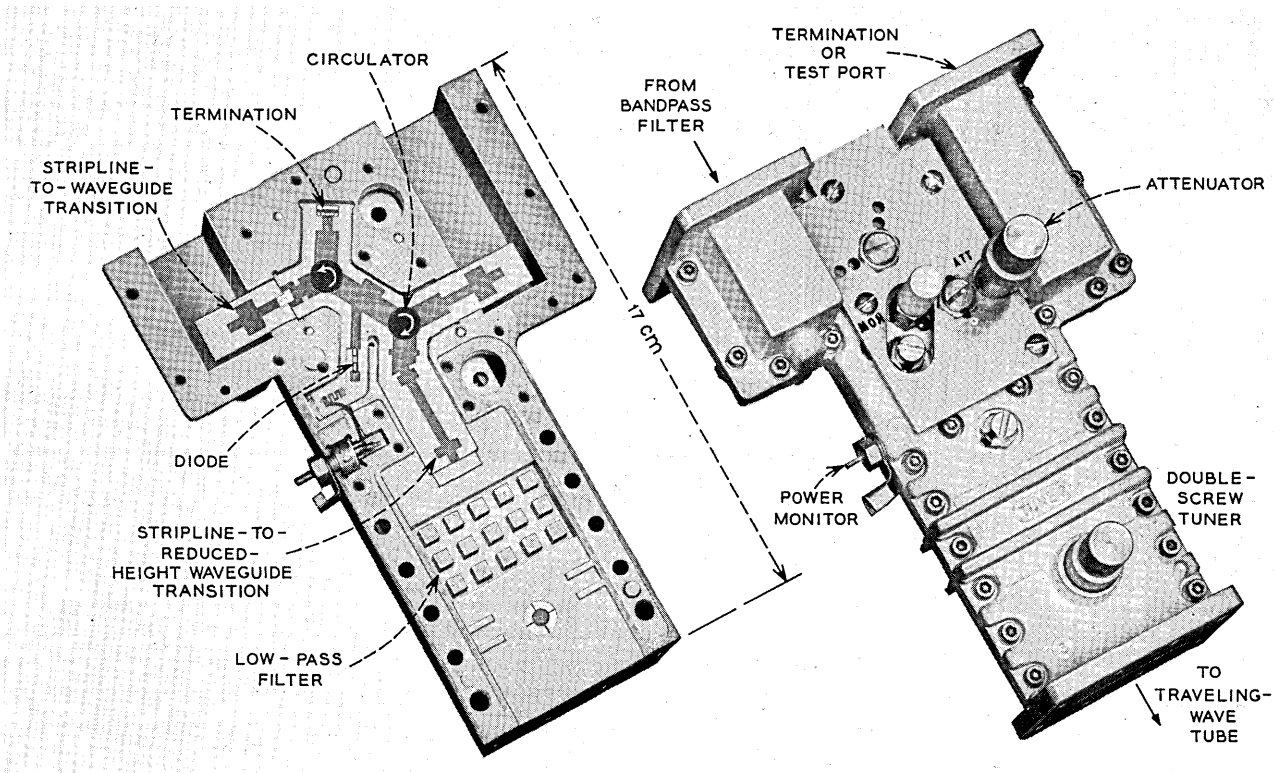 CIRCULATOR
TERMINATION
STRIPLINE-
TO-WAVEGUIDE
TRANSITION
DIODE
STRIPLINE-TO-
REDUCED-
HEIGHT WAVEGUIDE
TRANSITION
LOW-PASS
FILTER
17 CM
FROM
BANDPASS
FILTER
TERMINATION
OR
TEST PORT
ATTENUATOR
ATT
MON
POWER
MONITOR
DOUBLE-
SCREW
TUNER
TO
TRAVELING-
WAVE
TUBE